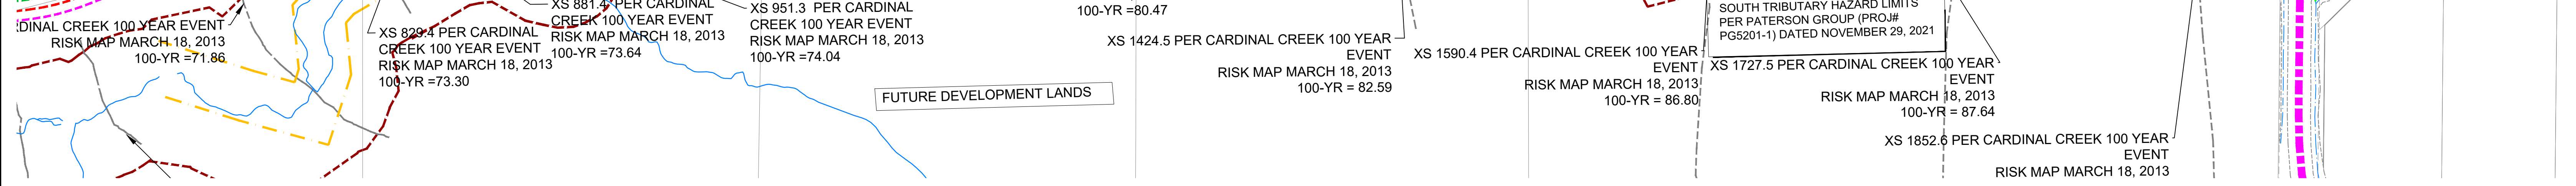 DINAL CREEK 100 YEAR EVENT
RISK MAP MARCH 18, 2013
100-YR =71.86
XS 829.4 PER CARDINAL
CREEK 100 YEAR EVENT
RISK MAP MARCH 18, 2013
100-YR =73.30
XS 881.4 PER CARDINAL
CREEK 100 YEAR EVENT
RISK MAP MARCH 18, 2013
100-YR =73.64
XS 951.3 PER CARDINAL
CREEK 100 YEAR EVENT
RISK MAP MARCH 18, 2013
100-YR =74.04
FUTURE DEVELOPMENT LANDS
100-YR =80.47
XS 1424.5 PER CARDINAL CREEK 100 YEAR
EVENT
RISK MAP MARCH 18, 2013
100-YR = 82.59
XS 1590.4 PER CARDINAL CREEK 100 YEAR
EVENT
RISK MAP MARCH 18, 2013
100-YR = 86.80
SOUTH TRIBUTARY HAZARD LIMITS
PER PATERSON GROUP (PROJ#
PG5201-1) DATED NOVEMBER 29, 2021
XS 1727.5 PER CARDINAL CREEK 100 YEAR
EVENT
RISK MAP MARCH 18, 2013
100-YR = 87.64
XS 1852.6 PER CARDINAL CREEK 100 YEAR
EVENT
RISK MAP MARCH 18, 2013